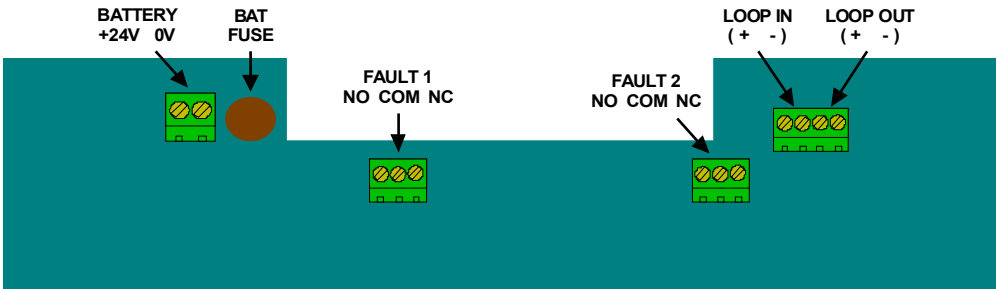 BATTERY
+24V 0V
BAT
FUSE
FAULT 1
NO COM NC
FAULT 2
NO COM NC
LOOP IN
( + - )
LOOP OUT
( + - )